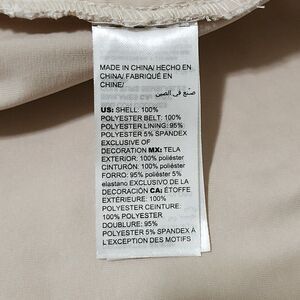 MADE IN CHINA/ HECHO EN
CHINA/ FABRIQUÉ EN
CHINE/
صنع في الصين
US: SHELL: 100%
POLYESTER BELT: 100%
POLYESTER LINING: 95%
POLYESTER 5% SPANDEX
EXCLUSIVE OF
DECORATION MX: TELA
EXTERIOR: 100% poliéster
CINTURÓN: 100% poliéster
FORRO: 95% poliéster 5%
elastano EXCLUSIVO DE LA
DECORACIÓN CA: ÉTOFFE
EXTÉRIEURE: 100%
POLYESTER CEINTURE:
100% POLYESTER
DOUBLURE: 95%
POLYESTER 5% SPANDEX À
L'EXCEPTION DES MOTIFS